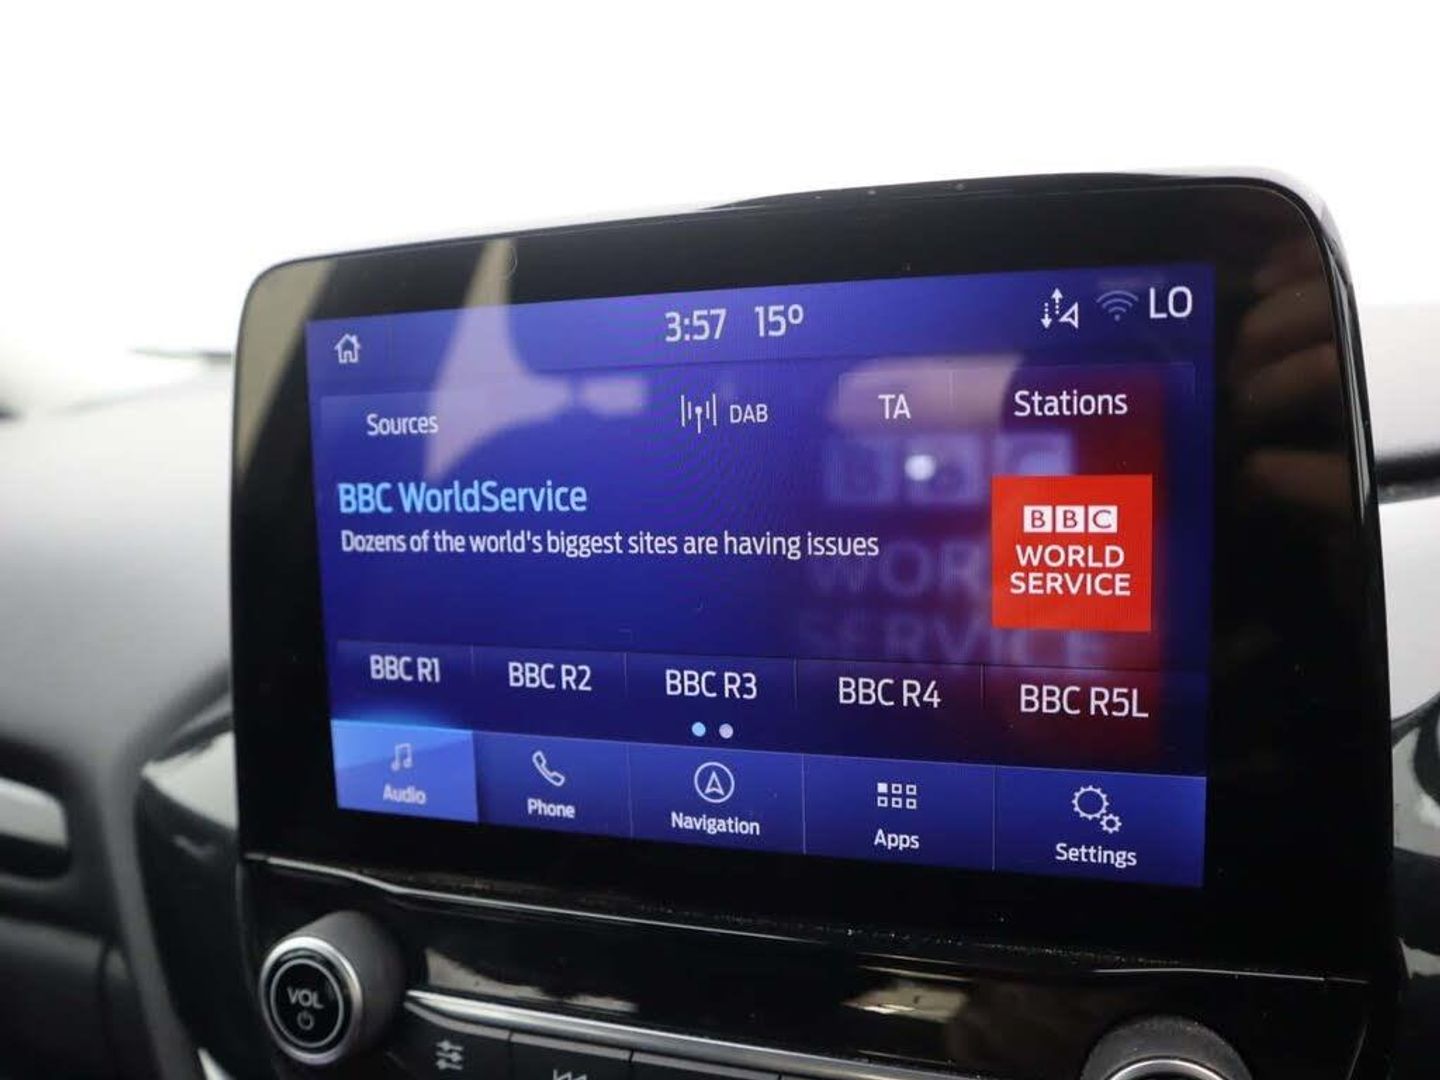 3:57 15º LO
Sources DAB TA Stations
BBC WorldService
Dozens of the world's biggest sites are having issues
BBC
WORLD
SERVICE
BBC R1 BBC R2 BBC R3 BBC R4 BBC R5L
Audio Phone Navigation Apps Settings
VOL